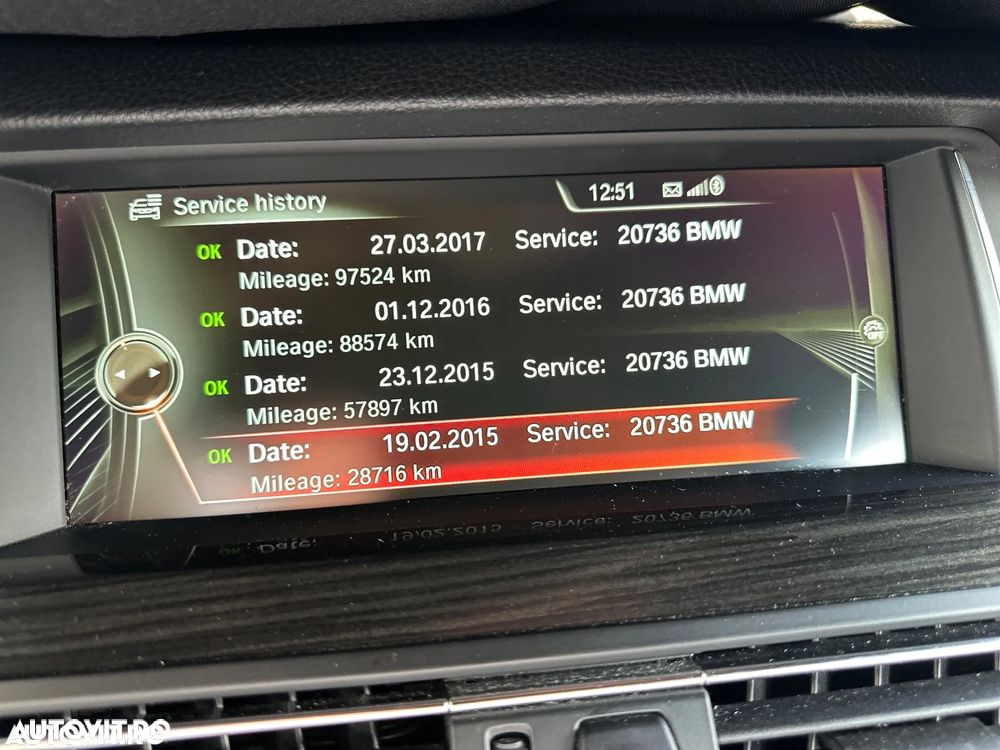 Service history
12:51
OK Date: 27.03.2017 Service: 20736 BMW
Mileage: 97524 km
OK Date: 01.12.2016 Service: 20736 BMW
Mileage: 88574 km
OK Date: 23.12.2015 Service: 20736 BMW
Mileage: 57897 km
OK Date: 19.02.2015 Service: 20736 BMW
Mileage: 28716 km
AUTOVIT.RO